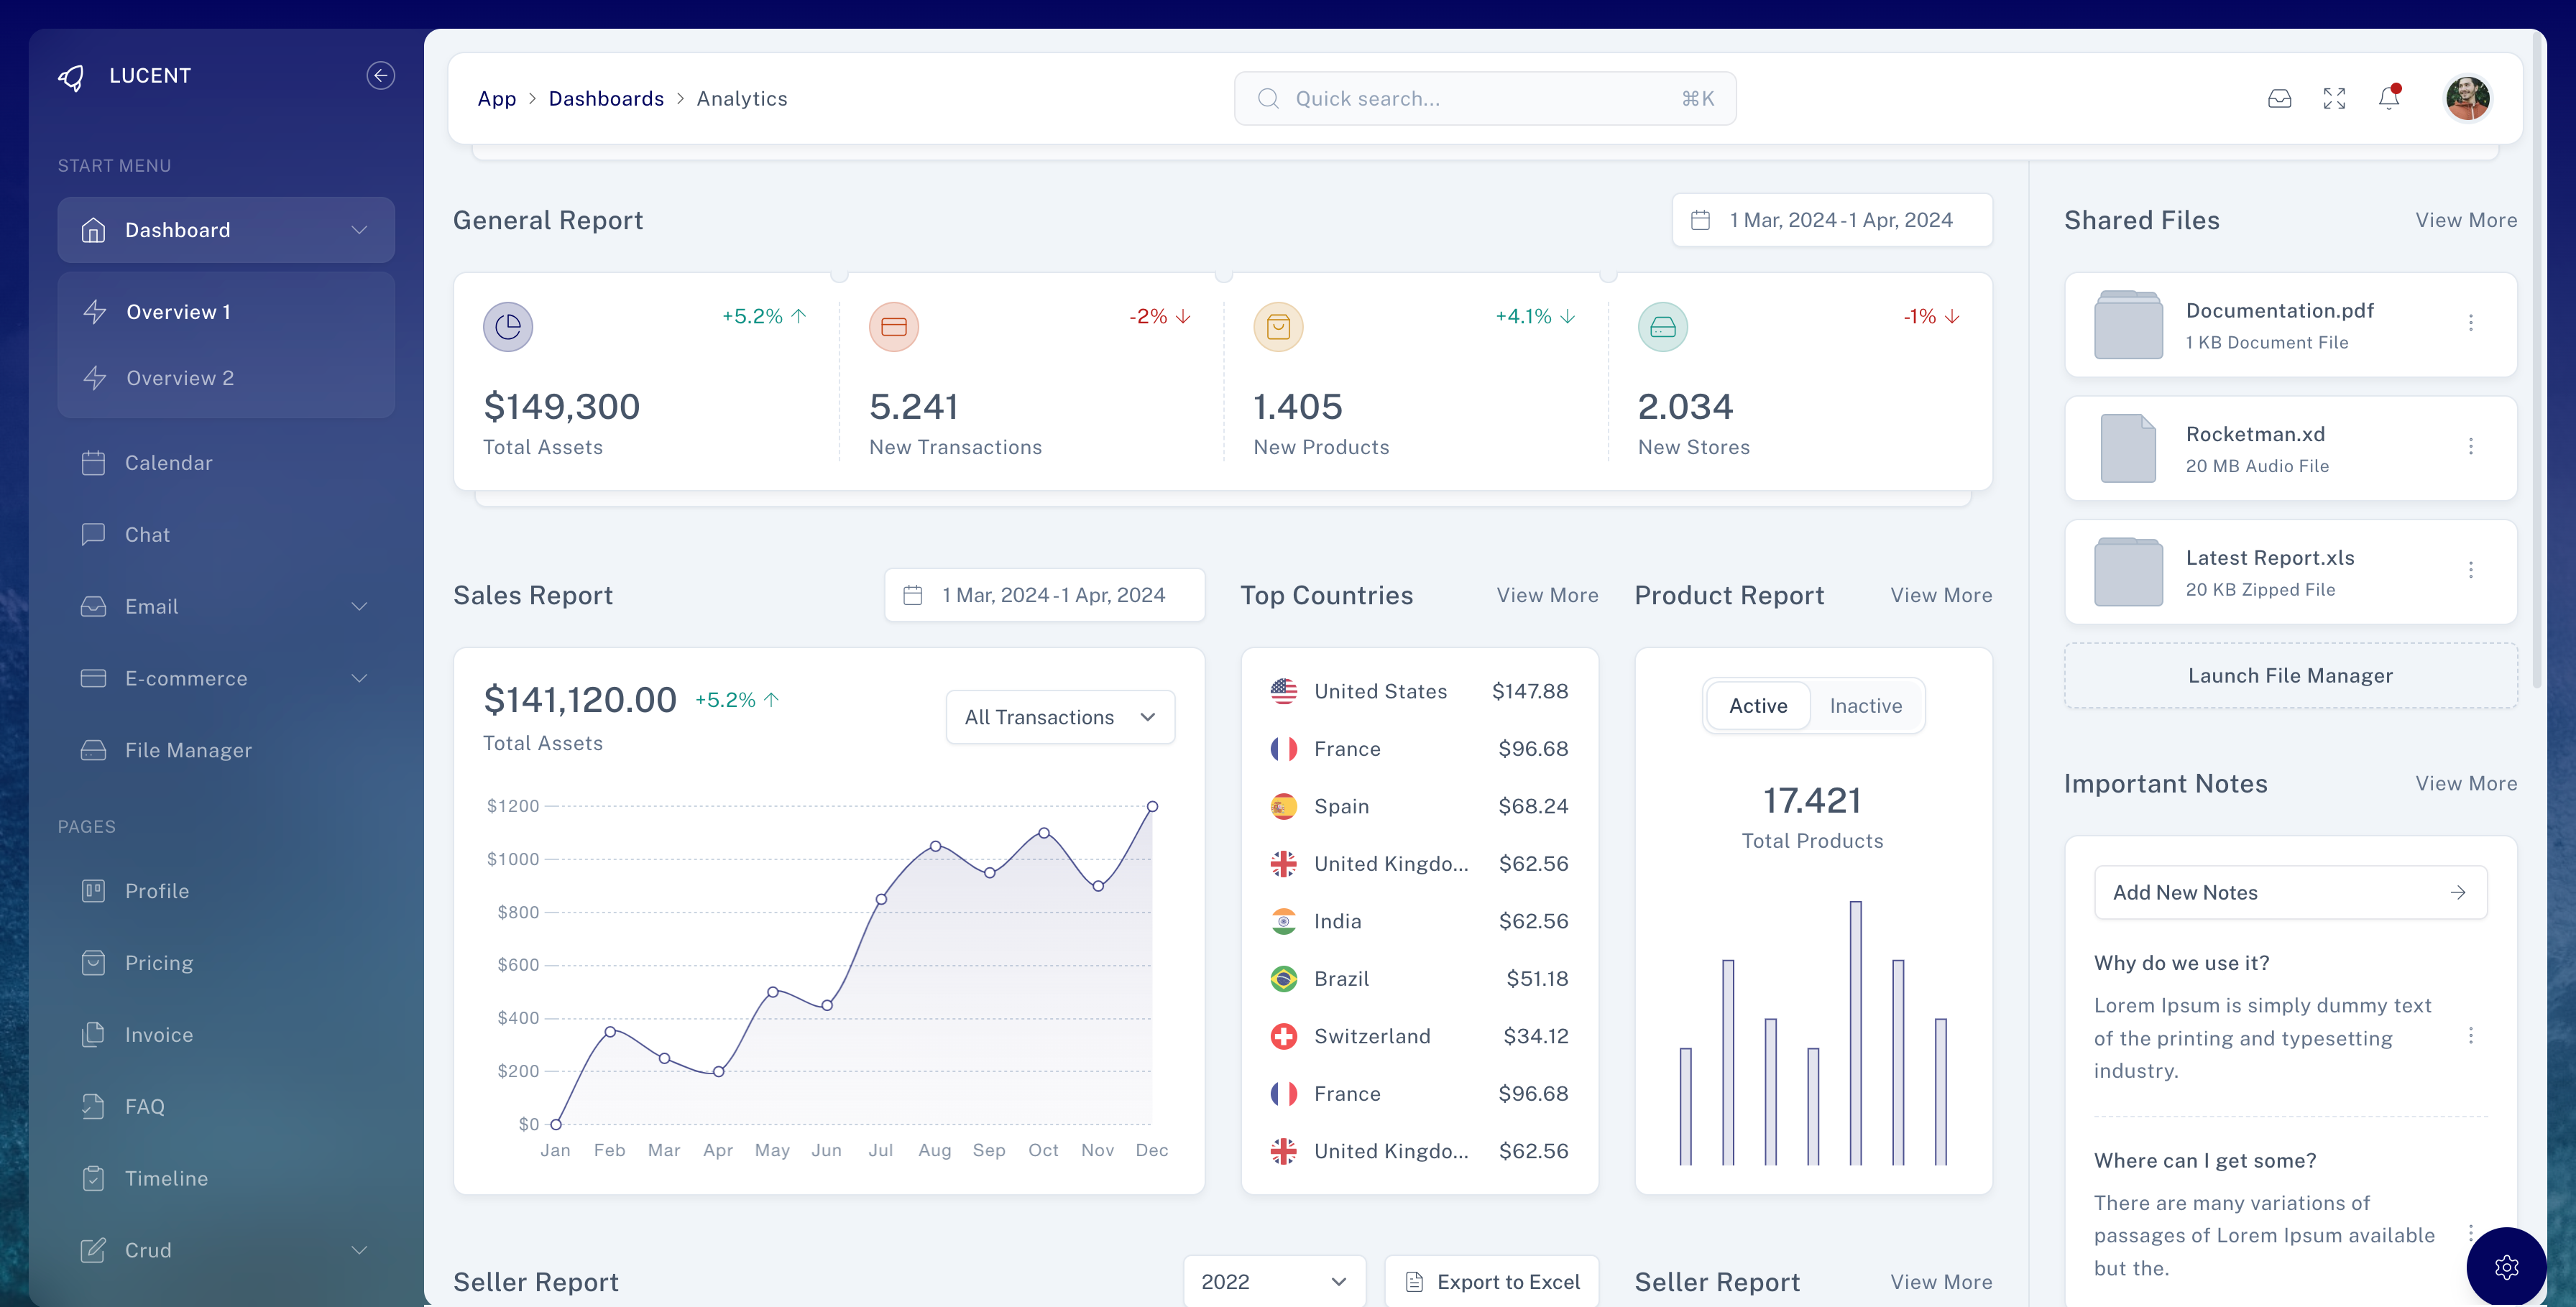 LUCENT
START MENU
Dashboard
Overview 1
Overview 2
Calendar
Chat
Email
E-commerce
File Manager
PAGES
Profile
Pricing
Invoice
FAQ
Timeline
Crud
App > Dashboards > Analytics
Quick search...
⌘K
General Report
1 Mar, 2024 - 1 Apr, 2024
+5.2%
$149,300
Total Assets
-2%
5.241
New Transactions
+4.1%
1.405
New Products
-1%
2.034
New Stores
Sales Report
1 Mar, 2024 - 1 Apr, 2024
$141,120.00 +5.2%
Total Assets
All Transactions
$1200
$1000
$800
$600
$400
$200
$0
Jan Feb Mar Apr May Jun Jul Aug Sep Oct Nov Dec
Top Countries
View More
United States $147.88
France $96.68
Spain $68.24
United Kingdo... $62.56
India $62.56
Brazil $51.18
Switzerland $34.12
France $96.68
United Kingdo... $62.56
Product Report
View More
Active Inactive
17.421
Total Products
Seller Report
2022
Export to Excel
Seller Report
View More
Shared Files
View More
Documentation.pdf
1 KB Document File
Rocketman.xd
20 MB Audio File
Latest Report.xls
20 KB Zipped File
Launch File Manager
Important Notes
View More
Add New Notes
Why do we use it?
Lorem Ipsum is simply dummy text
of the printing and typesetting
industry.
Where can I get some?
There are many variations of
passages of Lorem Ipsum available
but the.